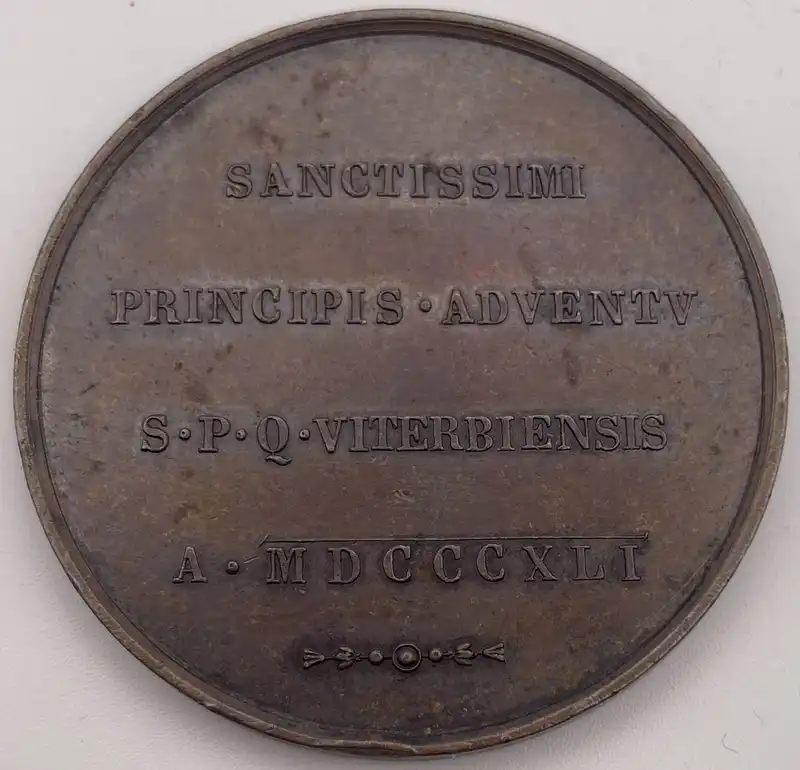 SANCTISSIMI
PRINCIPIS · ADVENTV
S · P · Q · VITERBIENSIS
A · MDCCCXLI